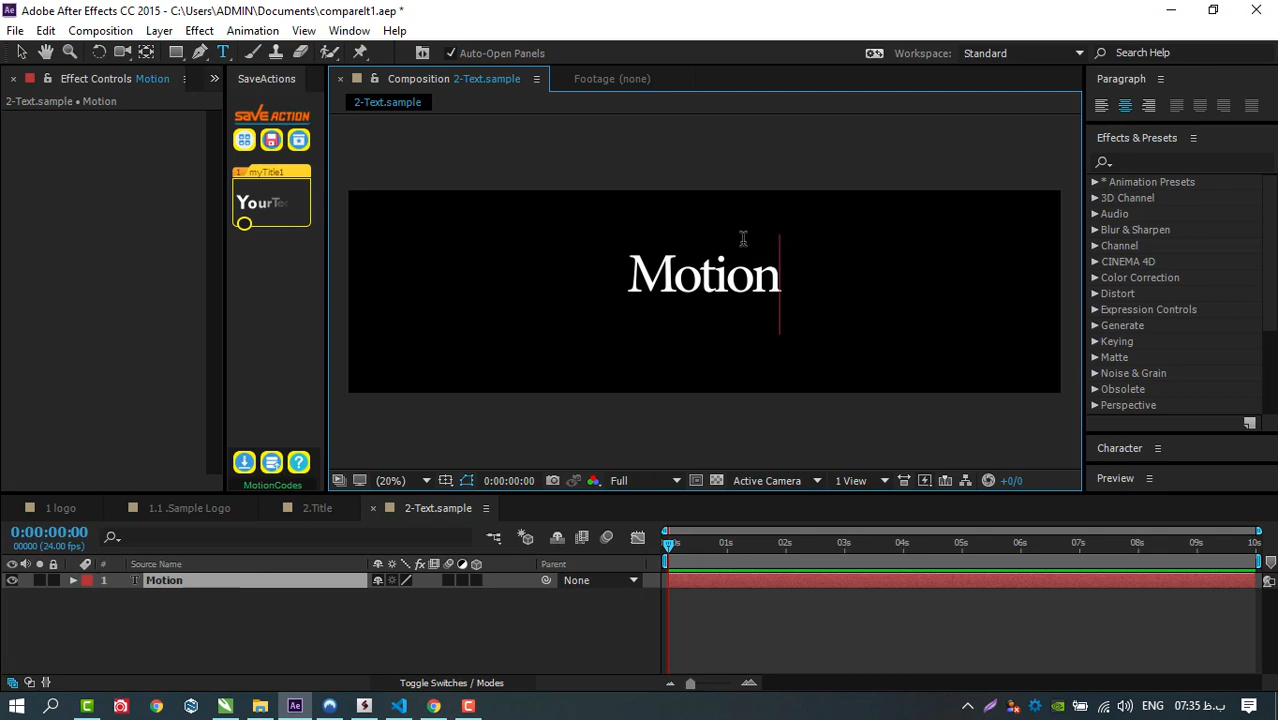 Adobe After Effects CC 2015 - C:\Users\ADMIN\Documents\compareIt1.aep *
File Edit Composition Layer Effect Animation View Window Help
Auto-Open Panels Workspace: Standard Search Help
Effect Controls Motion SaveActions Composition 2-Text.sample Footage (none) Paragraph
2-Text.sample • Motion 2-Text.sample
SAVE ACTION
Effects & Presets
1 myTitle1
YourTe
* Animation Presets
3D Channel
Audio
Blur & Sharpen
Channel
CINEMA 4D
Color Correction
Distort
Expression Controls
Generate
Keying
Matte
Noise & Grain
Obsolete
Perspective
Motion
Character
Preview
MotionCodes
(20%) 0:00:00:00 Full Active Camera 1 View +0/0
1 logo 1.1 .Sample Logo 2.Title 2-Text.sample
0:00:00:00
00000 (24.00 fps)
0s 01s 02s 03s 04s 05s 06s 07s 08s 09s 10s
# Source Name fx Parent
1 T Motion None
Toggle Switches / Modes
Ae ENG 07:35 ب.ظ